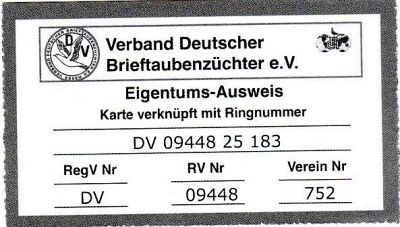 DV
Verband Deutscher
Brieftaubenzüchter e.V.
Eigentums-Ausweis
Karte verknüpft mit Ringnummer
DV 09448 25 183
RegV Nr RV Nr Verein Nr
DV 09448 752